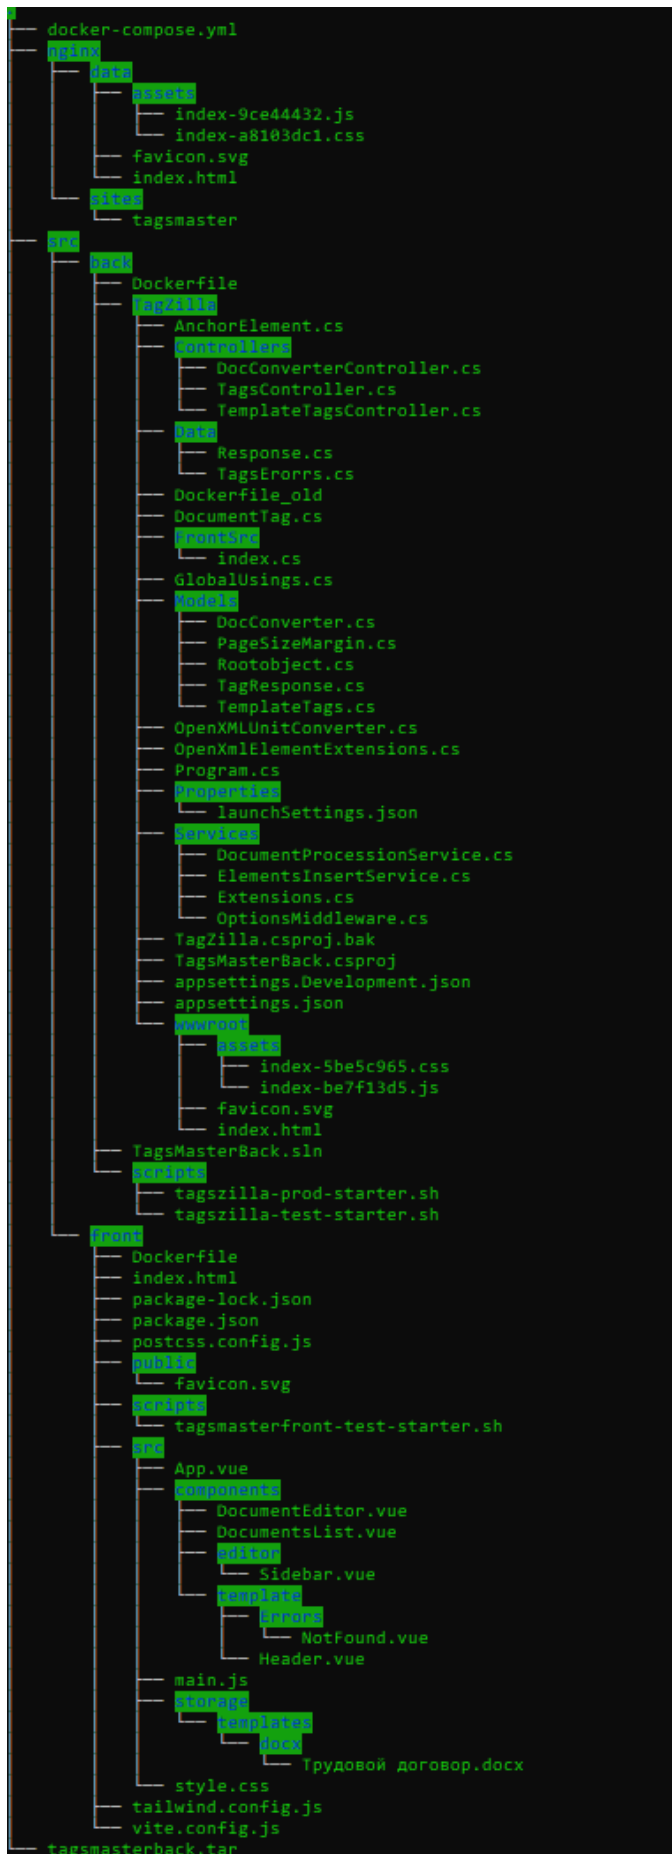 .
├── docker-compose.yml
├── nginx
│   ├── data
│   │   ├── assets
│   │   │   ├── index-9ce44432.js
│   │   │   └── index-a8103dc1.css
│   │   ├── favicon.svg
│   │   └── index.html
│   └── sites
│       └── tagsmaster
├── src
│   ├── back
│   │   ├── Dockerfile
│   │   ├── TagZilla
│   │   │   ├── AnchorElement.cs
│   │   │   ├── Controllers
│   │   │   │   ├── DocConverterController.cs
│   │   │   │   ├── TagsController.cs
│   │   │   │   └── TemplateTagsController.cs
│   │   │   ├── Data
│   │   │   │   ├── Response.cs
│   │   │   │   └── TagsErorrs.cs
│   │   │   ├── Dockerfile_old
│   │   │   ├── DocumentTag.cs
│   │   │   ├── FrontSrc
│   │   │   │   └── index.cs
│   │   │   ├── GlobalUsings.cs
│   │   │   ├── Models
│   │   │   │   ├── DocConverter.cs
│   │   │   │   ├── PageSizeMargin.cs
│   │   │   │   ├── Rootobject.cs
│   │   │   │   ├── TagResponse.cs
│   │   │   │   └── TemplateTags.cs
│   │   │   ├── OpenXMLUnitConverter.cs
│   │   │   ├── OpenXmlElementExtensions.cs
│   │   │   ├── Program.cs
│   │   │   ├── Properties
│   │   │   │   └── launchSettings.json
│   │   │   ├── Services
│   │   │   │   ├── DocumentProcessionService.cs
│   │   │   │   ├── ElementsInsertService.cs
│   │   │   │   ├── Extensions.cs
│   │   │   │   └── OptionsMiddleware.cs
│   │   │   ├── TagZilla.csproj.bak
│   │   │   ├── TagsMasterBack.csproj
│   │   │   ├── appsettings.Development.json
│   │   │   ├── appsettings.json
│   │   │   └── wwwroot
│   │   │       ├── assets
│   │   │       │   ├── index-5be5c965.css
│   │   │       │   └── index-be7f13d5.js
│   │   │       ├── favicon.svg
│   │   │       └── index.html
│   │   ├── TagsMasterBack.sln
│   │   └── scripts
│   │       ├── tagszilla-prod-starter.sh
│   │       └── tagszilla-test-starter.sh
│   └── front
│       ├── Dockerfile
│       ├── index.html
│       ├── package-lock.json
│       ├── package.json
│       ├── postcss.config.js
│       ├── public
│       │   └── favicon.svg
│       ├── scripts
│       │   └── tagsmasterfront-test-starter.sh
│       ├── src
│       │   ├── App.vue
│       │   ├── components
│       │   │   ├── DocumentEditor.vue
│       │   │   ├── DocumentsList.vue
│       │   │   ├── editor
│       │   │   │   └── Sidebar.vue
│       │   │   └── template
│       │   │       ├── Errors
│       │   │       │   └── NotFound.vue
│       │   │       └── Header.vue
│       │   ├── main.js
│       │   ├── storage
│       │   │   └── templates
│       │   │       └── docx
│       │   │           └── Трудовой договор.docx
│       │   └── style.css
│       ├── tailwind.config.js
│       └── vite.config.js
└── tagsmasterback.tar